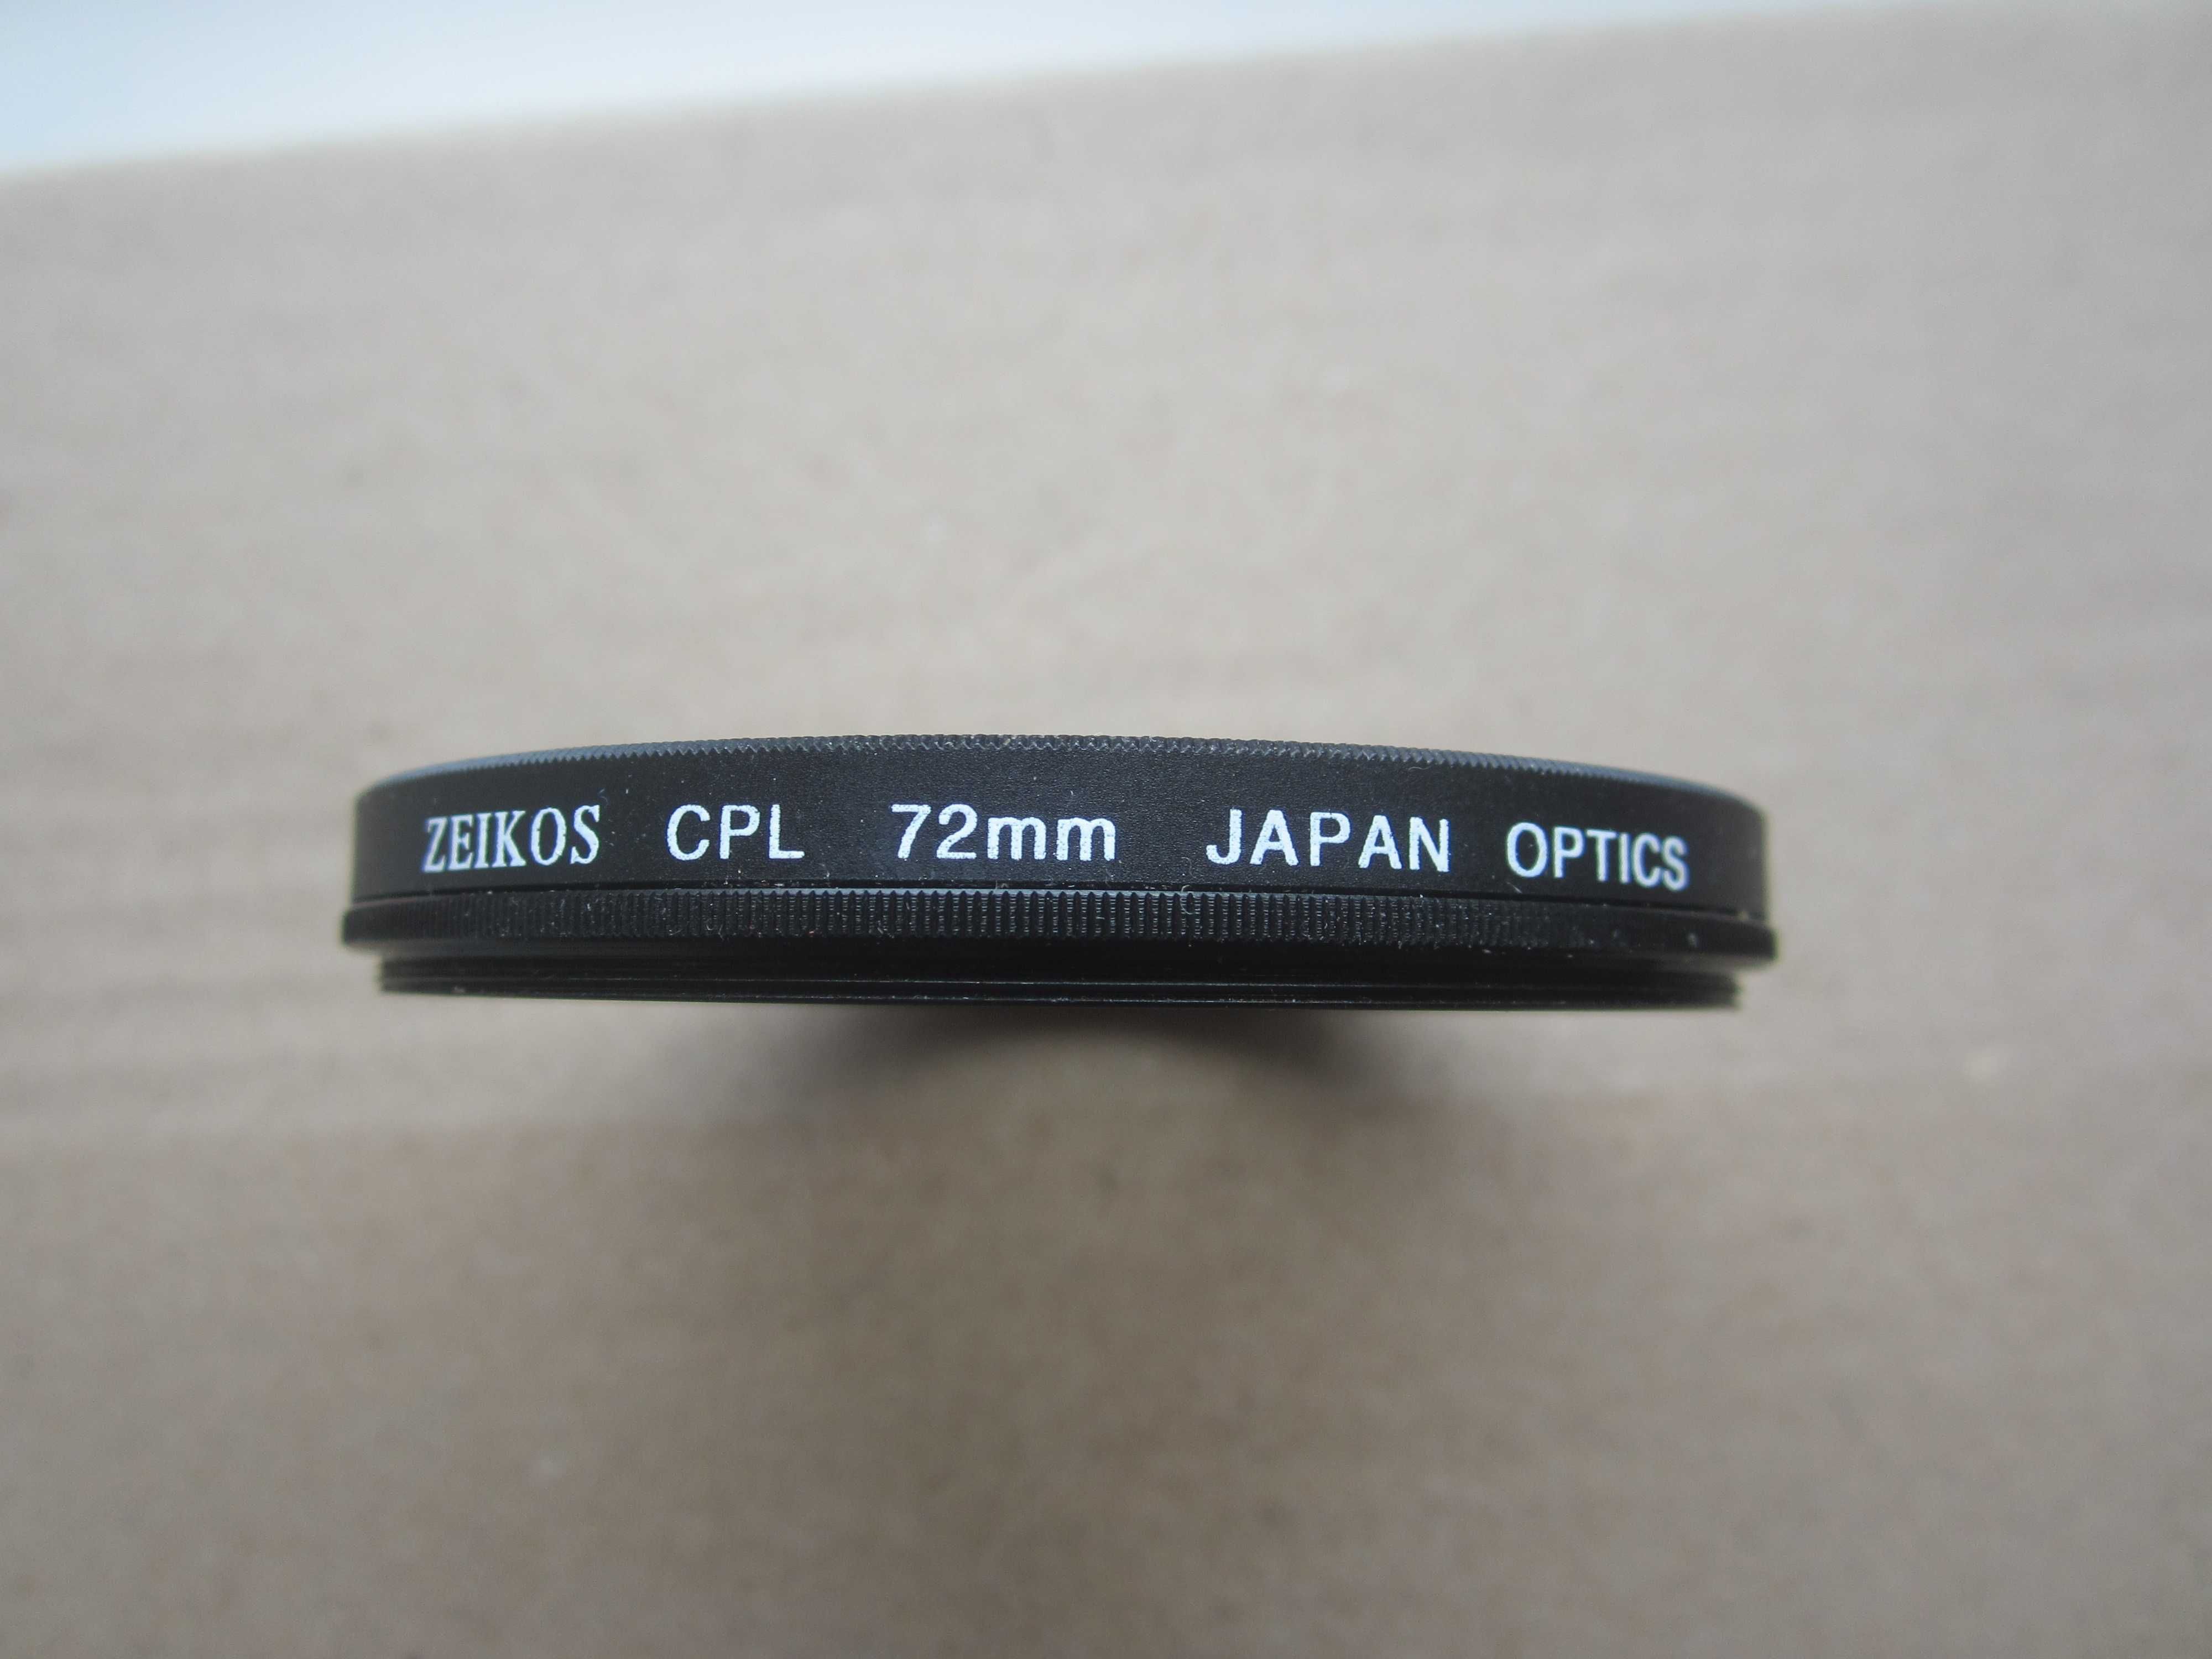 ZEIKOS CPL 72mm JAPAN OPTICS